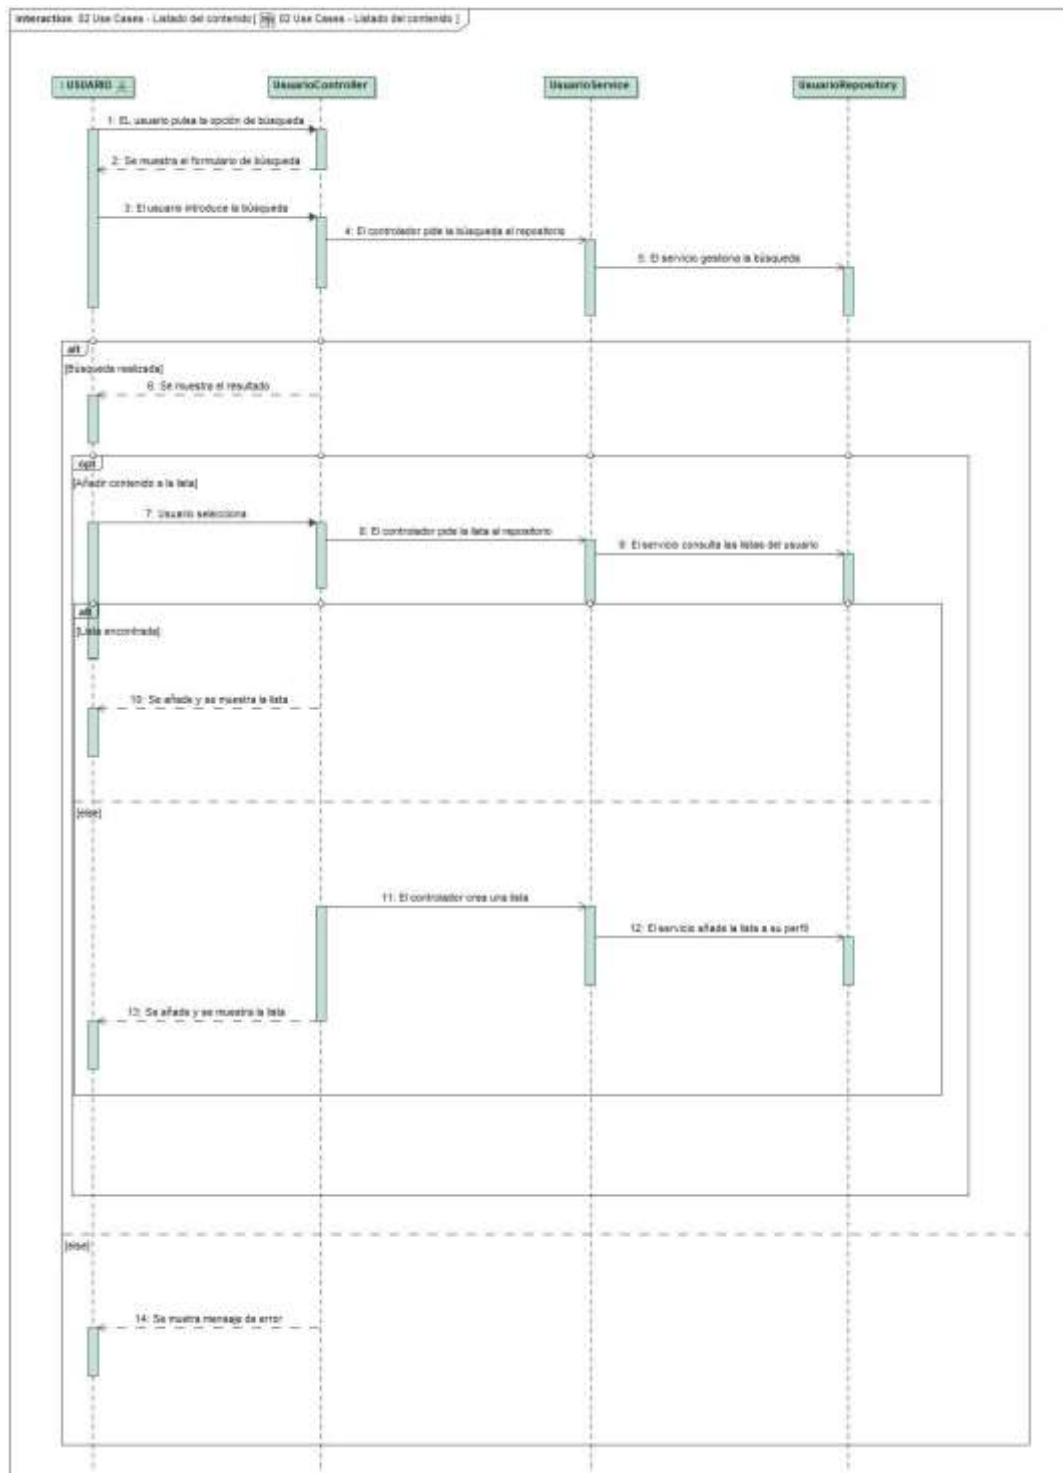 interaction 02 Use Cases - Listado del contenido [ 02 Use Cases - Listado del contenido ]
: USUARIO
UsuarioController
UsuarioService
UsuarioRepository
1: EL usuario pulsa la opción de búsqueda
2: Se muestra el formulario de búsqueda
3: El usuario introduce la búsqueda
4: El controlador pide la búsqueda al repositorio
5: El servicio gestiona la búsqueda
alt
[Búsqueda realizada]
6: Se muestra el resultado
opt
[Añadir contenido a la lista]
7: Usuario selecciona
8: El controlador pide la lista al repositorio
9: El servicio consulta las listas del usuario
alt
[Lista encontrada]
10: Se añade y se muestra la lista
[else]
11: El controlador crea una lista
12: El servicio añade la lista a su perfil
13: Se añade y se muestra la lista
[else]
14: Se mustra mensaje de error